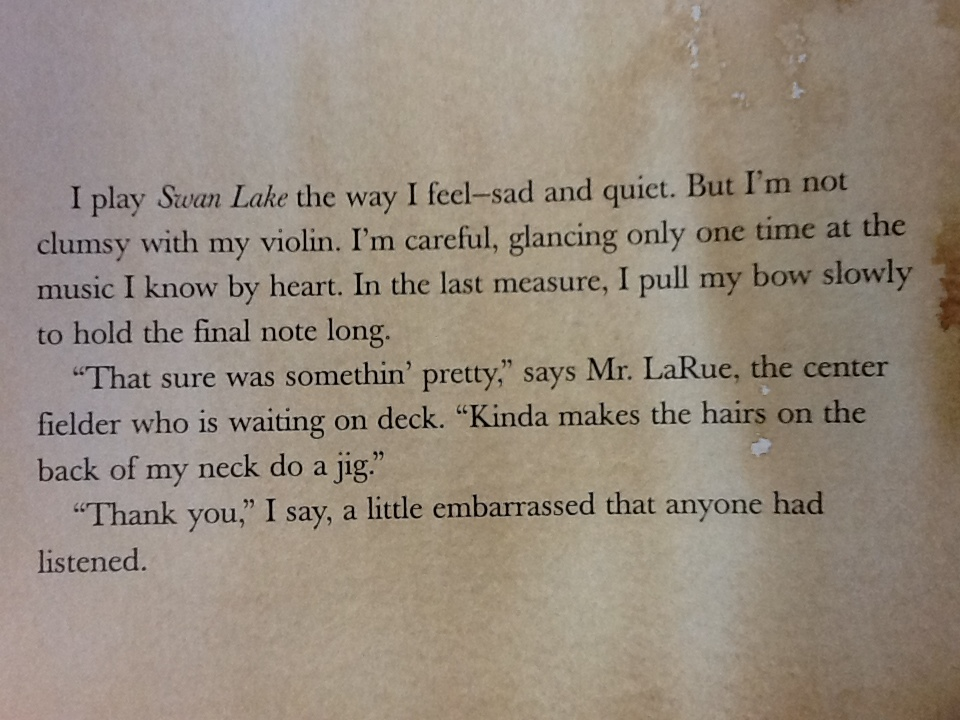 I play Swan Lake the way I feel–sad and quiet. But I’m not
clumsy with my violin. I’m careful, glancing only one time at the
music I know by heart. In the last measure, I pull my bow slowly
to hold the final note long.
“That sure was somethin’ pretty,” says Mr. LaRue, the center
fielder who is waiting on deck. “Kinda makes the hairs on the
back of my neck do a jig.”
“Thank you,” I say, a little embarrassed that anyone had
listened.